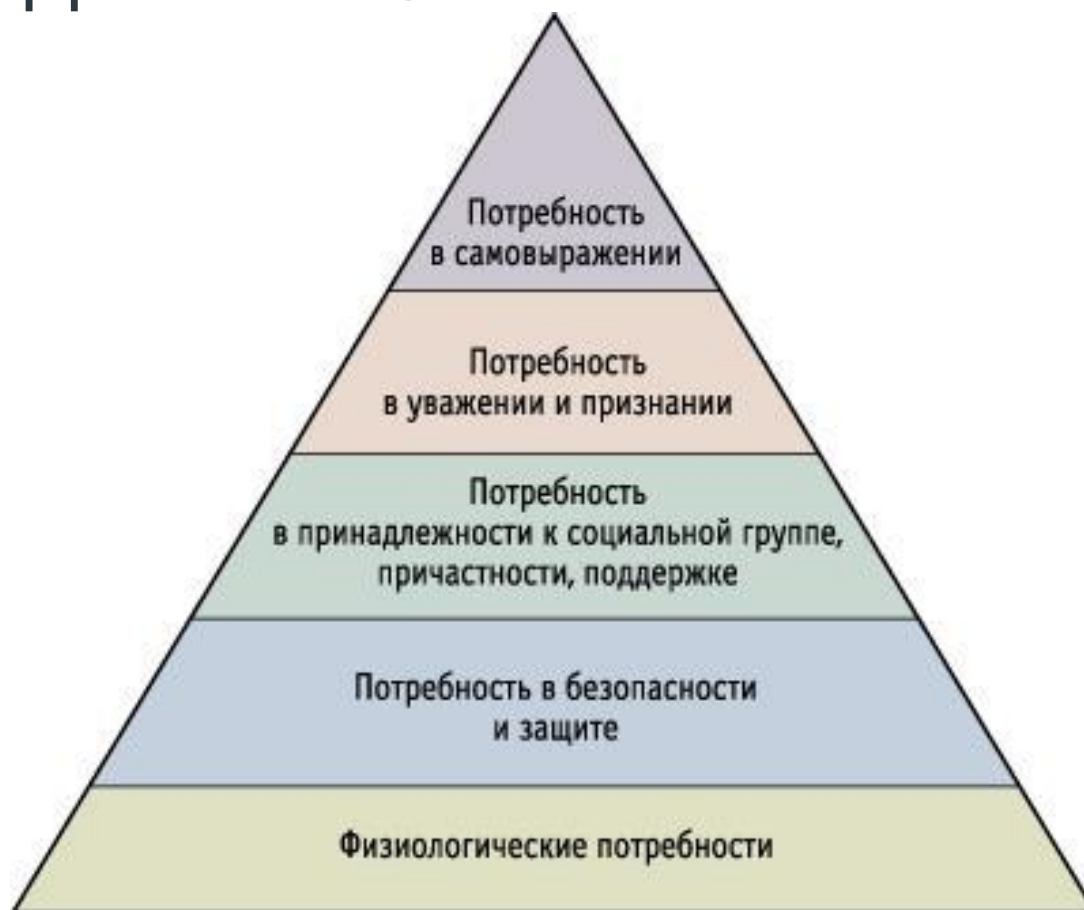 Потребность
в самовыражении
Потребность
в уважении и признании
Потребность
в принадлежности к социальной группе,
причастности, поддержке
Потребность в безопасности
и защите
Физиологические потребности